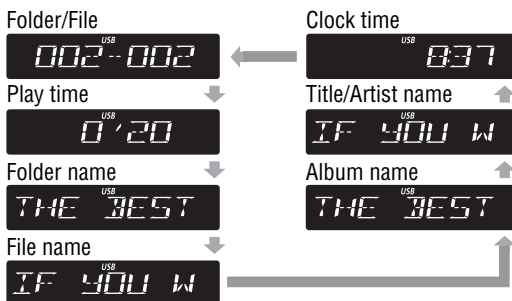 Folder/File
USB
002--002
Play time
USB
0'20
Folder name
USB
THE BEST
File name
USB
IF YOU W
Clock time
USB
8:37
Title/Artist name
USB
IF YOU W
Album name
USB
THE BEST